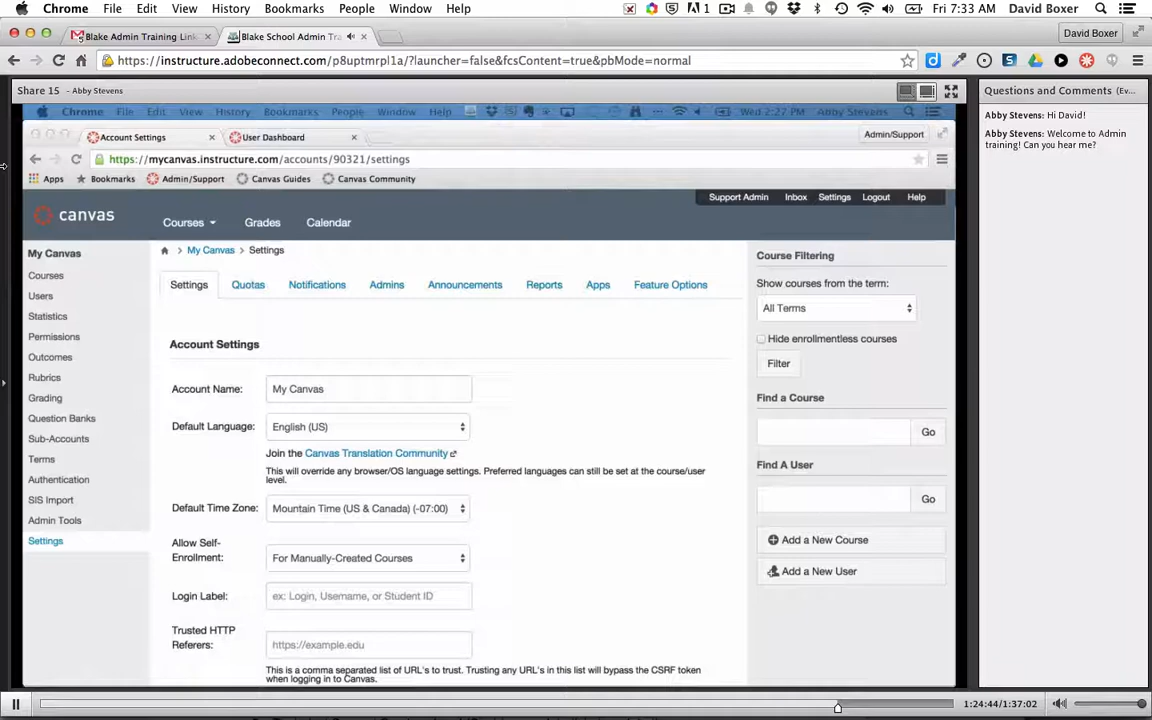 Chrome File Edit View History Bookmarks People Window Help 1 Fri 7:33 AM David Boxer
Blake Admin Training Link
Blake School Admin Tra
David Boxer
https://instructure.adobeconnect.com/p8uptmrpl1a/?launcher=false&fcsContent=true&pbMode=normal
Share 15 - Abby Stevens
Chrome File Edit View History Bookmarks People Window Help Wed 2:27 PM Abby Stevens
Account Settings
User Dashboard
Admin/Support
https://mycanvas.instructure.com/accounts/90321/settings
Apps Bookmarks Admin/Support Canvas Guides Canvas Community
Support Admin Inbox Settings Logout Help
canvas Courses Grades Calendar
My Canvas
Courses
Users
Statistics
Permissions
Outcomes
Rubrics
Grading
Question Banks
Sub-Accounts
Terms
Authentication
SIS Import
Admin Tools
Settings
> My Canvas > Settings
Settings Quotas Notifications Admins Announcements Reports Apps Feature Options
Account Settings
Account Name: My Canvas
Default Language: English (US)
Join the Canvas Translation Community
This will override any browser/OS language settings. Preferred languages can still be set at the course/user
level.
Default Time Zone: Mountain Time (US & Canada) (-07:00)
Allow Self-
Enrollment: For Manually-Created Courses
Login Label: ex: Login, Username, or Student ID
Trusted HTTP
Referers: https://example.edu
This is a comma separated list of URL's to trust. Trusting any URL's in this list will bypass the CSRF token
when logging in to Canvas.
Course Filtering
Show courses from the term:
All Terms
Hide enrollmentless courses
Filter
Find a Course
Go
Find A User
Go
Add a New Course
Add a New User
Questions and Comments (Ev...
Abby Stevens: Hi David!
Abby Stevens: Welcome to Admin
training! Can you hear me?
1:24:44/1:37:02